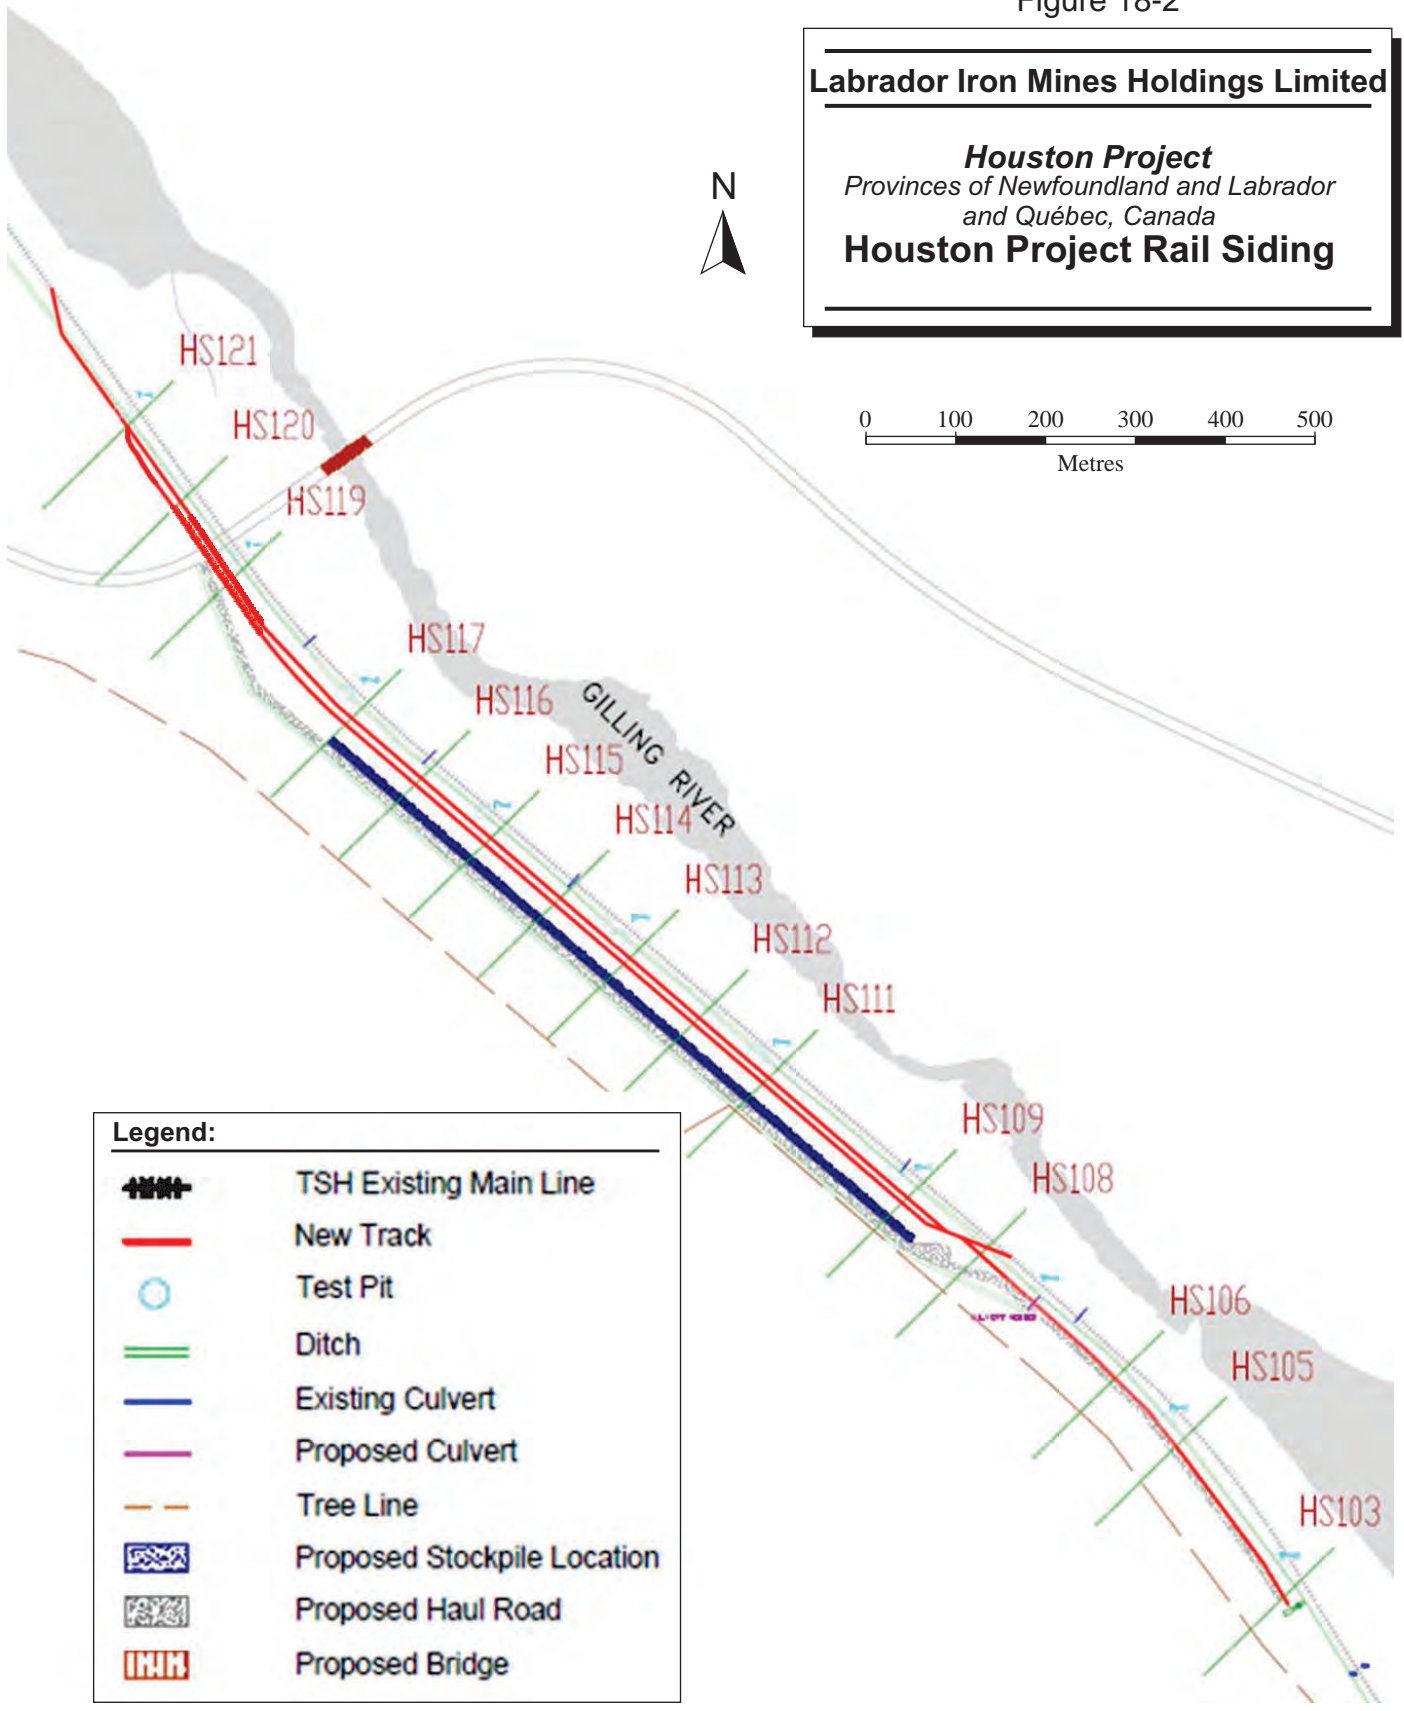 Figure 18-2
Labrador Iron Mines Holdings Limited
Houston Project
Provinces of Newfoundland and Labrador
and Québec, Canada
Houston Project Rail Siding
N
0 100 200 300 400 500
Metres
HS121
HS120
HS119
HS117
HS116
HS115
HS114
HS113
HS112
HS111
HS109
HS108
HS106
HS105
HS103
GILLING RIVER
Legend:
TSH Existing Main Line
New Track
Test Pit
Ditch
Existing Culvert
Proposed Culvert
Tree Line
Proposed Stockpile Location
Proposed Haul Road
Proposed Bridge